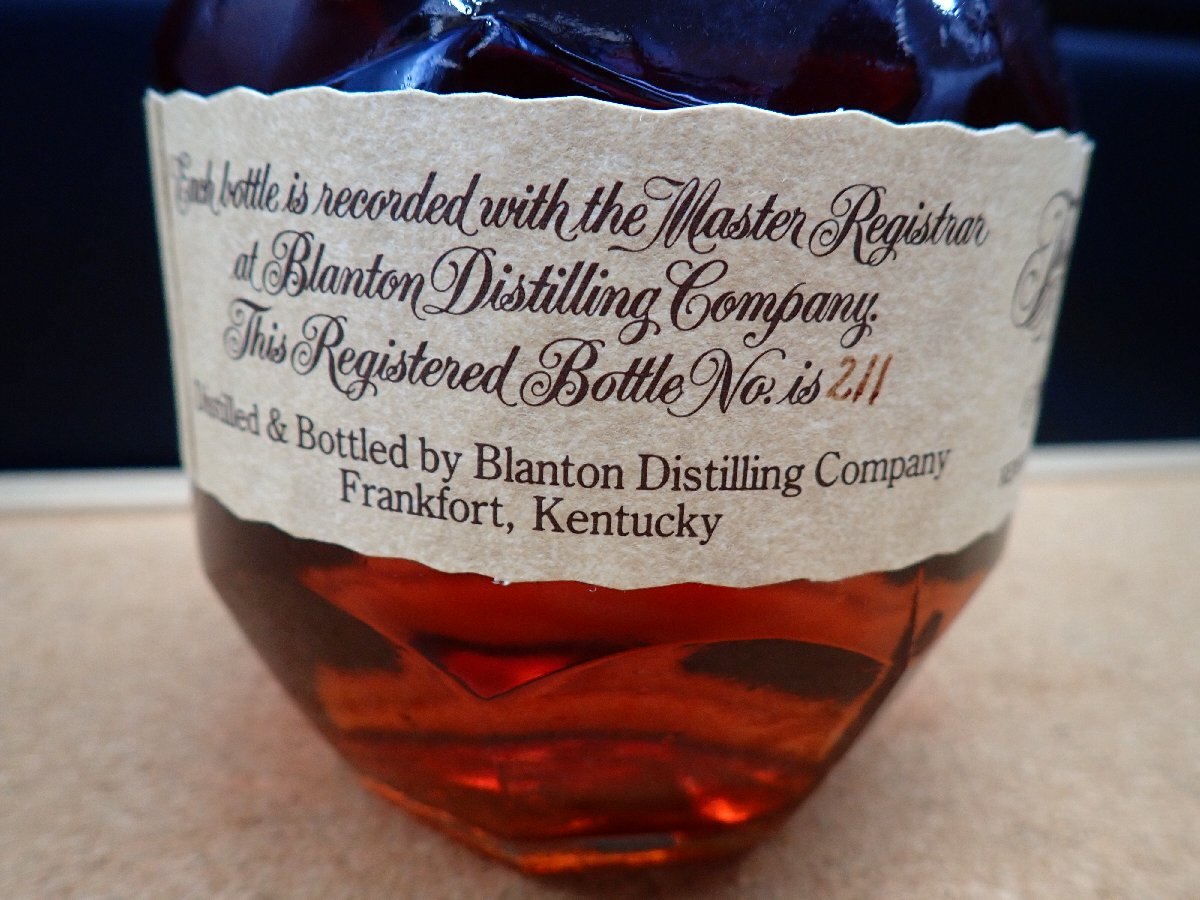 Each bottle is recorded with the Master Registrar
at Blanton Distilling Company.
This Registered Bottle No. is 211
Distilled & Bottled by Blanton Distilling Company
Frankfort, Kentucky